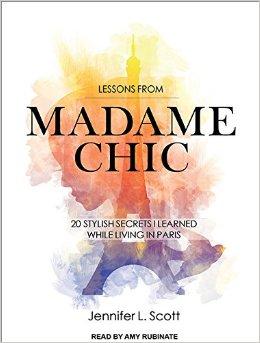 LESSONS FROM
MADAME
CHIC
20 STYLISH SECRETS I LEARNED
WHILE LIVING IN PARIS
Jennifer L. Scott
READ BY AMY RUBINATE